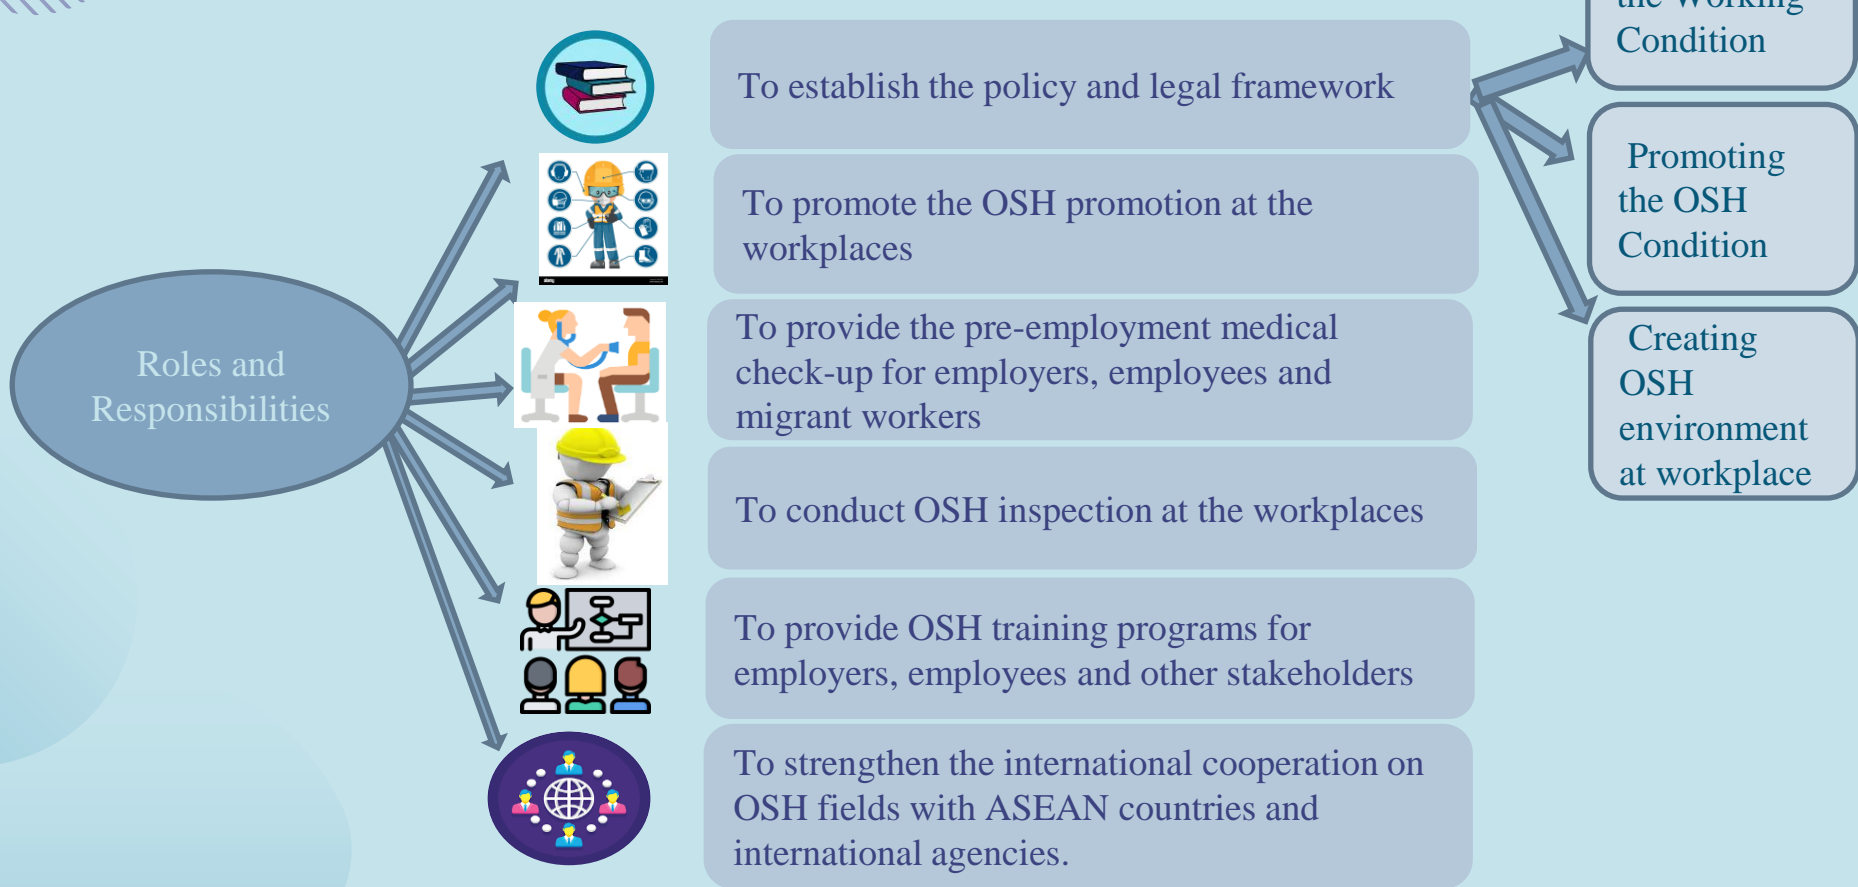 Roles and
Responsibilities
To establish the policy and legal framework
To promote the OSH promotion at the
workplaces
To provide the pre-employment medical
check-up for employers, employees and
migrant workers
To conduct OSH inspection at the workplaces
To provide OSH training programs for
employers, employees and other stakeholders
To strengthen the international cooperation on
OSH fields with ASEAN countries and
international agencies.
the Working
Condition
Promoting
the OSH
Condition
Creating
OSH
environment
at workplace